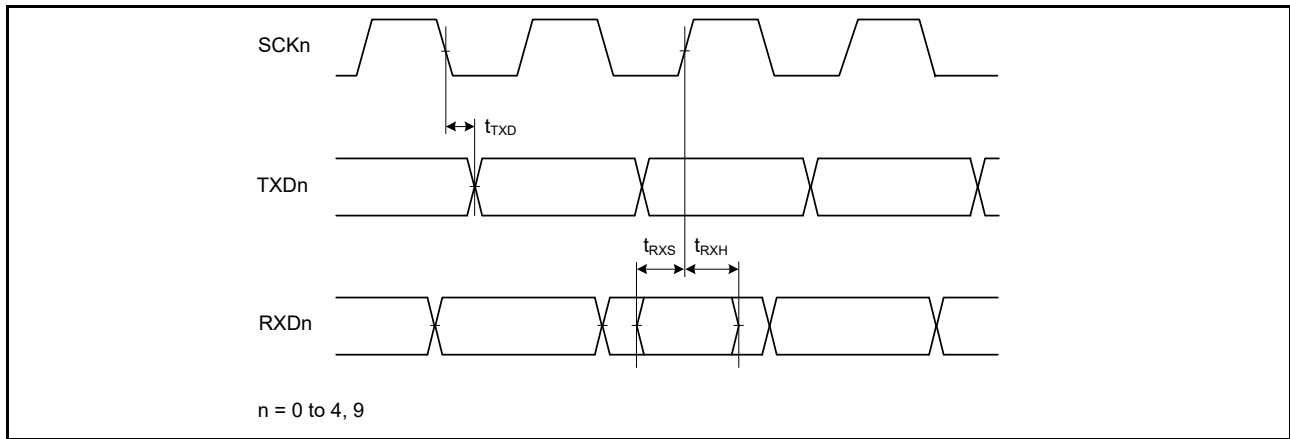 SCKn
tTXD
TXDn
tRXS tRXH
RXDn
n = 0 to 4, 9